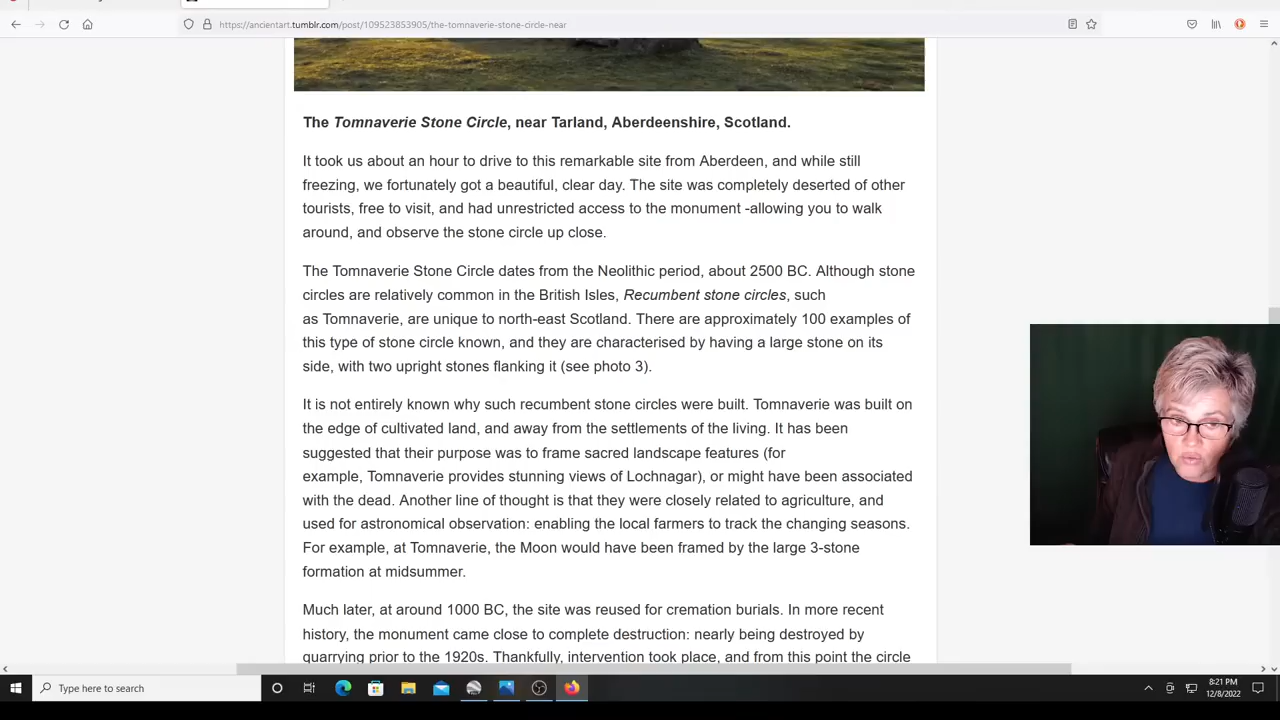 https://ancientart.tumblr.com/post/109523853905/the-tomnaverie-stone-circle-near
The Tomnaverie Stone Circle, near Tarland, Aberdeenshire, Scotland.
It took us about an hour to drive to this remarkable site from Aberdeen, and while still
freezing, we fortunately got a beautiful, clear day. The site was completely deserted of other
tourists, free to visit, and had unrestricted access to the monument -allowing you to walk
around, and observe the stone circle up close.
The Tomnaverie Stone Circle dates from the Neolithic period, about 2500 BC. Although stone
circles are relatively common in the British Isles, Recumbent stone circles, such
as Tomnaverie, are unique to north-east Scotland. There are approximately 100 examples of
this type of stone circle known, and they are characterised by having a large stone on its
side, with two upright stones flanking it (see photo 3).
It is not entirely known why such recumbent stone circles were built. Tomnaverie was built on
the edge of cultivated land, and away from the settlements of the living. It has been
suggested that their purpose was to frame sacred landscape features (for
example, Tomnaverie provides stunning views of Lochnagar), or might have been associated
with the dead. Another line of thought is that they were closely related to agriculture, and
used for astronomical observation: enabling the local farmers to track the changing seasons.
For example, at Tomnaverie, the Moon would have been framed by the large 3-stone
formation at midsummer.
Much later, at around 1000 BC, the site was reused for cremation burials. In more recent
history, the monument came close to complete destruction: nearly being destroyed by
quarrying prior to the 1920s. Thankfully, intervention took place, and from this point the circle
Type here to search
8:21 PM
12/8/2022